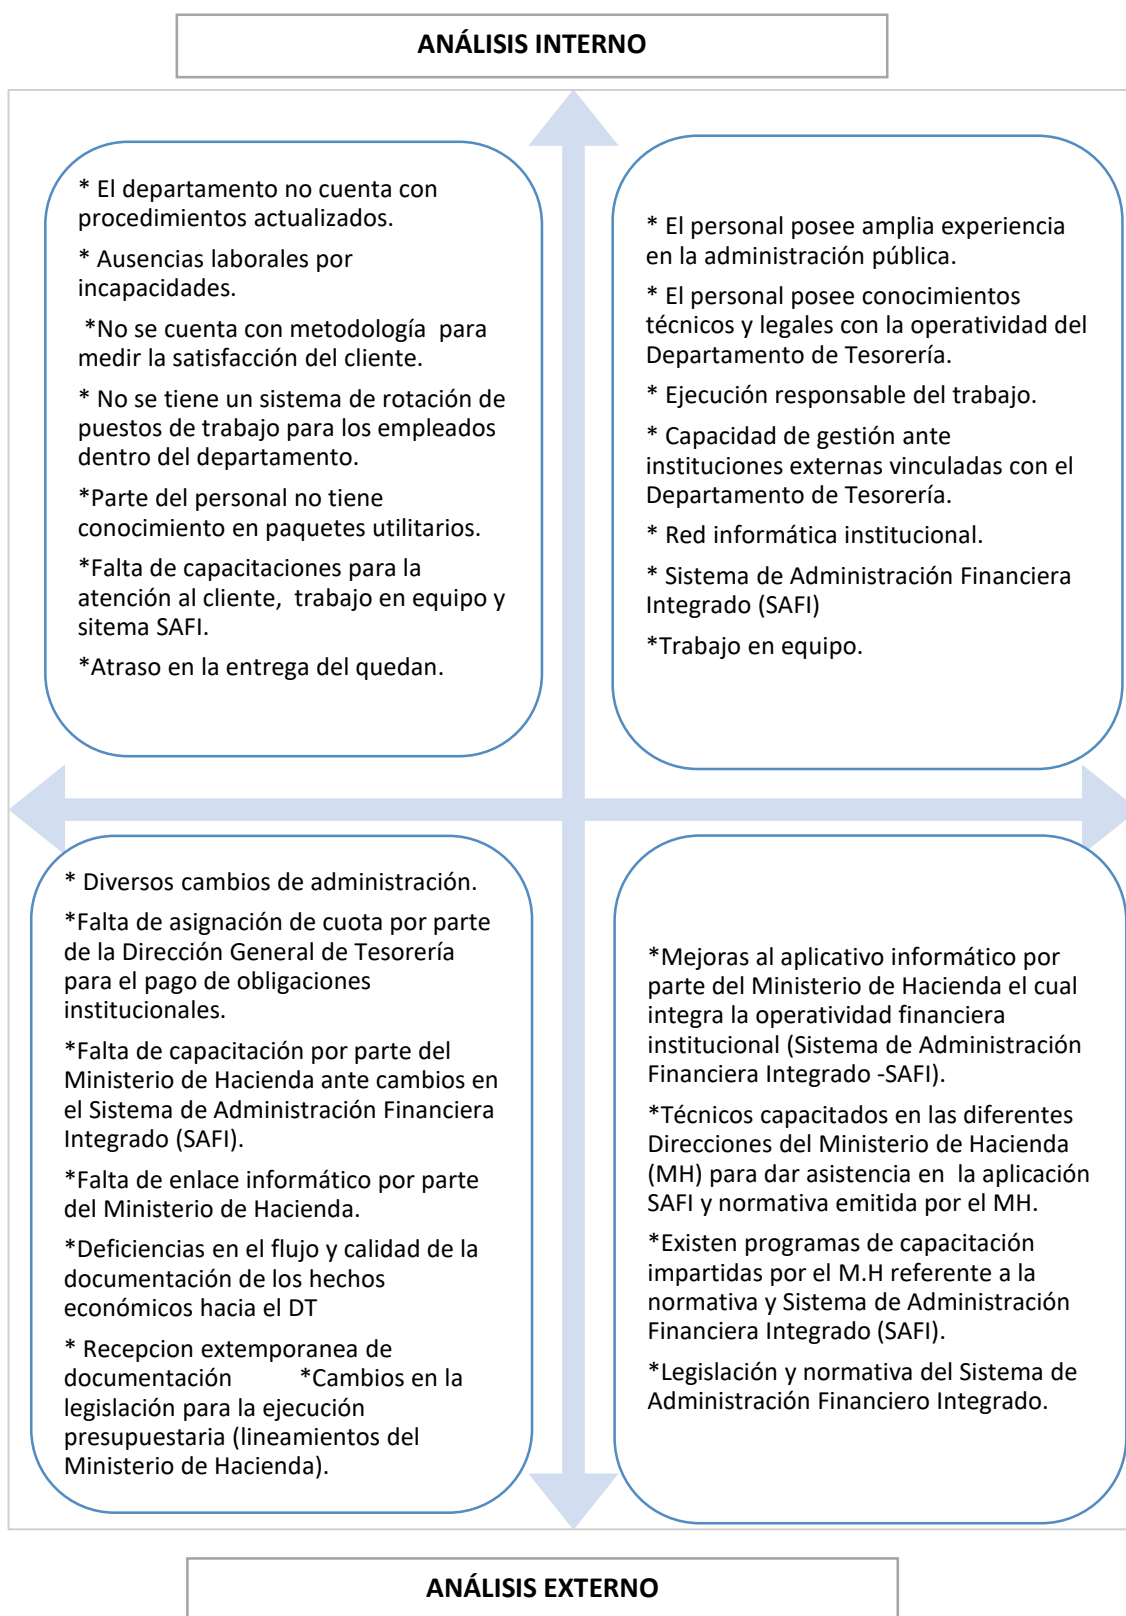 ANÁLISIS INTERNO
* El departamento no cuenta con
procedimientos actualizados.
* Ausencias laborales por
incapacidades.
*No se cuenta con metodología para
medir la satisfacción del cliente.
* No se tiene un sistema de rotación de
puestos de trabajo para los empleados
dentro del departamento.
*Parte del personal no tiene
conocimiento en paquetes utilitarios.
*Falta de capacitaciones para la
atención al cliente, trabajo en equipo y
sitema SAFI.
*Atraso en la entrega del quedan.
* El personal posee amplia experiencia
en la administración pública.
* El personal posee conocimientos
técnicos y legales con la operatividad del
Departamento de Tesorería.
* Ejecución responsable del trabajo.
* Capacidad de gestión ante
instituciones externas vinculadas con el
Departamento de Tesorería.
* Red informática institucional.
* Sistema de Administración Financiera
Integrado (SAFI)
*Trabajo en equipo.
* Diversos cambios de administración.
*Falta de asignación de cuota por parte
de la Dirección General de Tesorería
para el pago de obligaciones
institucionales.
*Falta de capacitación por parte del
Ministerio de Hacienda ante cambios en
el Sistema de Administración Financiera
Integrado (SAFI).
*Falta de enlace informático por parte
del Ministerio de Hacienda.
*Deficiencias en el flujo y calidad de la
documentación de los hechos
económicos hacia el DT
* Recepcion extemporanea de
documentación *Cambios en la
legislación para la ejecución
presupuestaria (lineamientos del
Ministerio de Hacienda).
*Mejoras al aplicativo informático por
parte del Ministerio de Hacienda el cual
integra la operatividad financiera
institucional (Sistema de Administración
Financiera Integrado -SAFI).
*Técnicos capacitados en las diferentes
Direcciones del Ministerio de Hacienda
(MH) para dar asistencia en la aplicación
SAFI y normativa emitida por el MH.
*Existen programas de capacitación
impartidas por el M.H referente a la
normativa y Sistema de Administración
Financiera Integrado (SAFI).
*Legislación y normativa del Sistema de
Administración Financiero Integrado.
ANÁLISIS EXTERNO